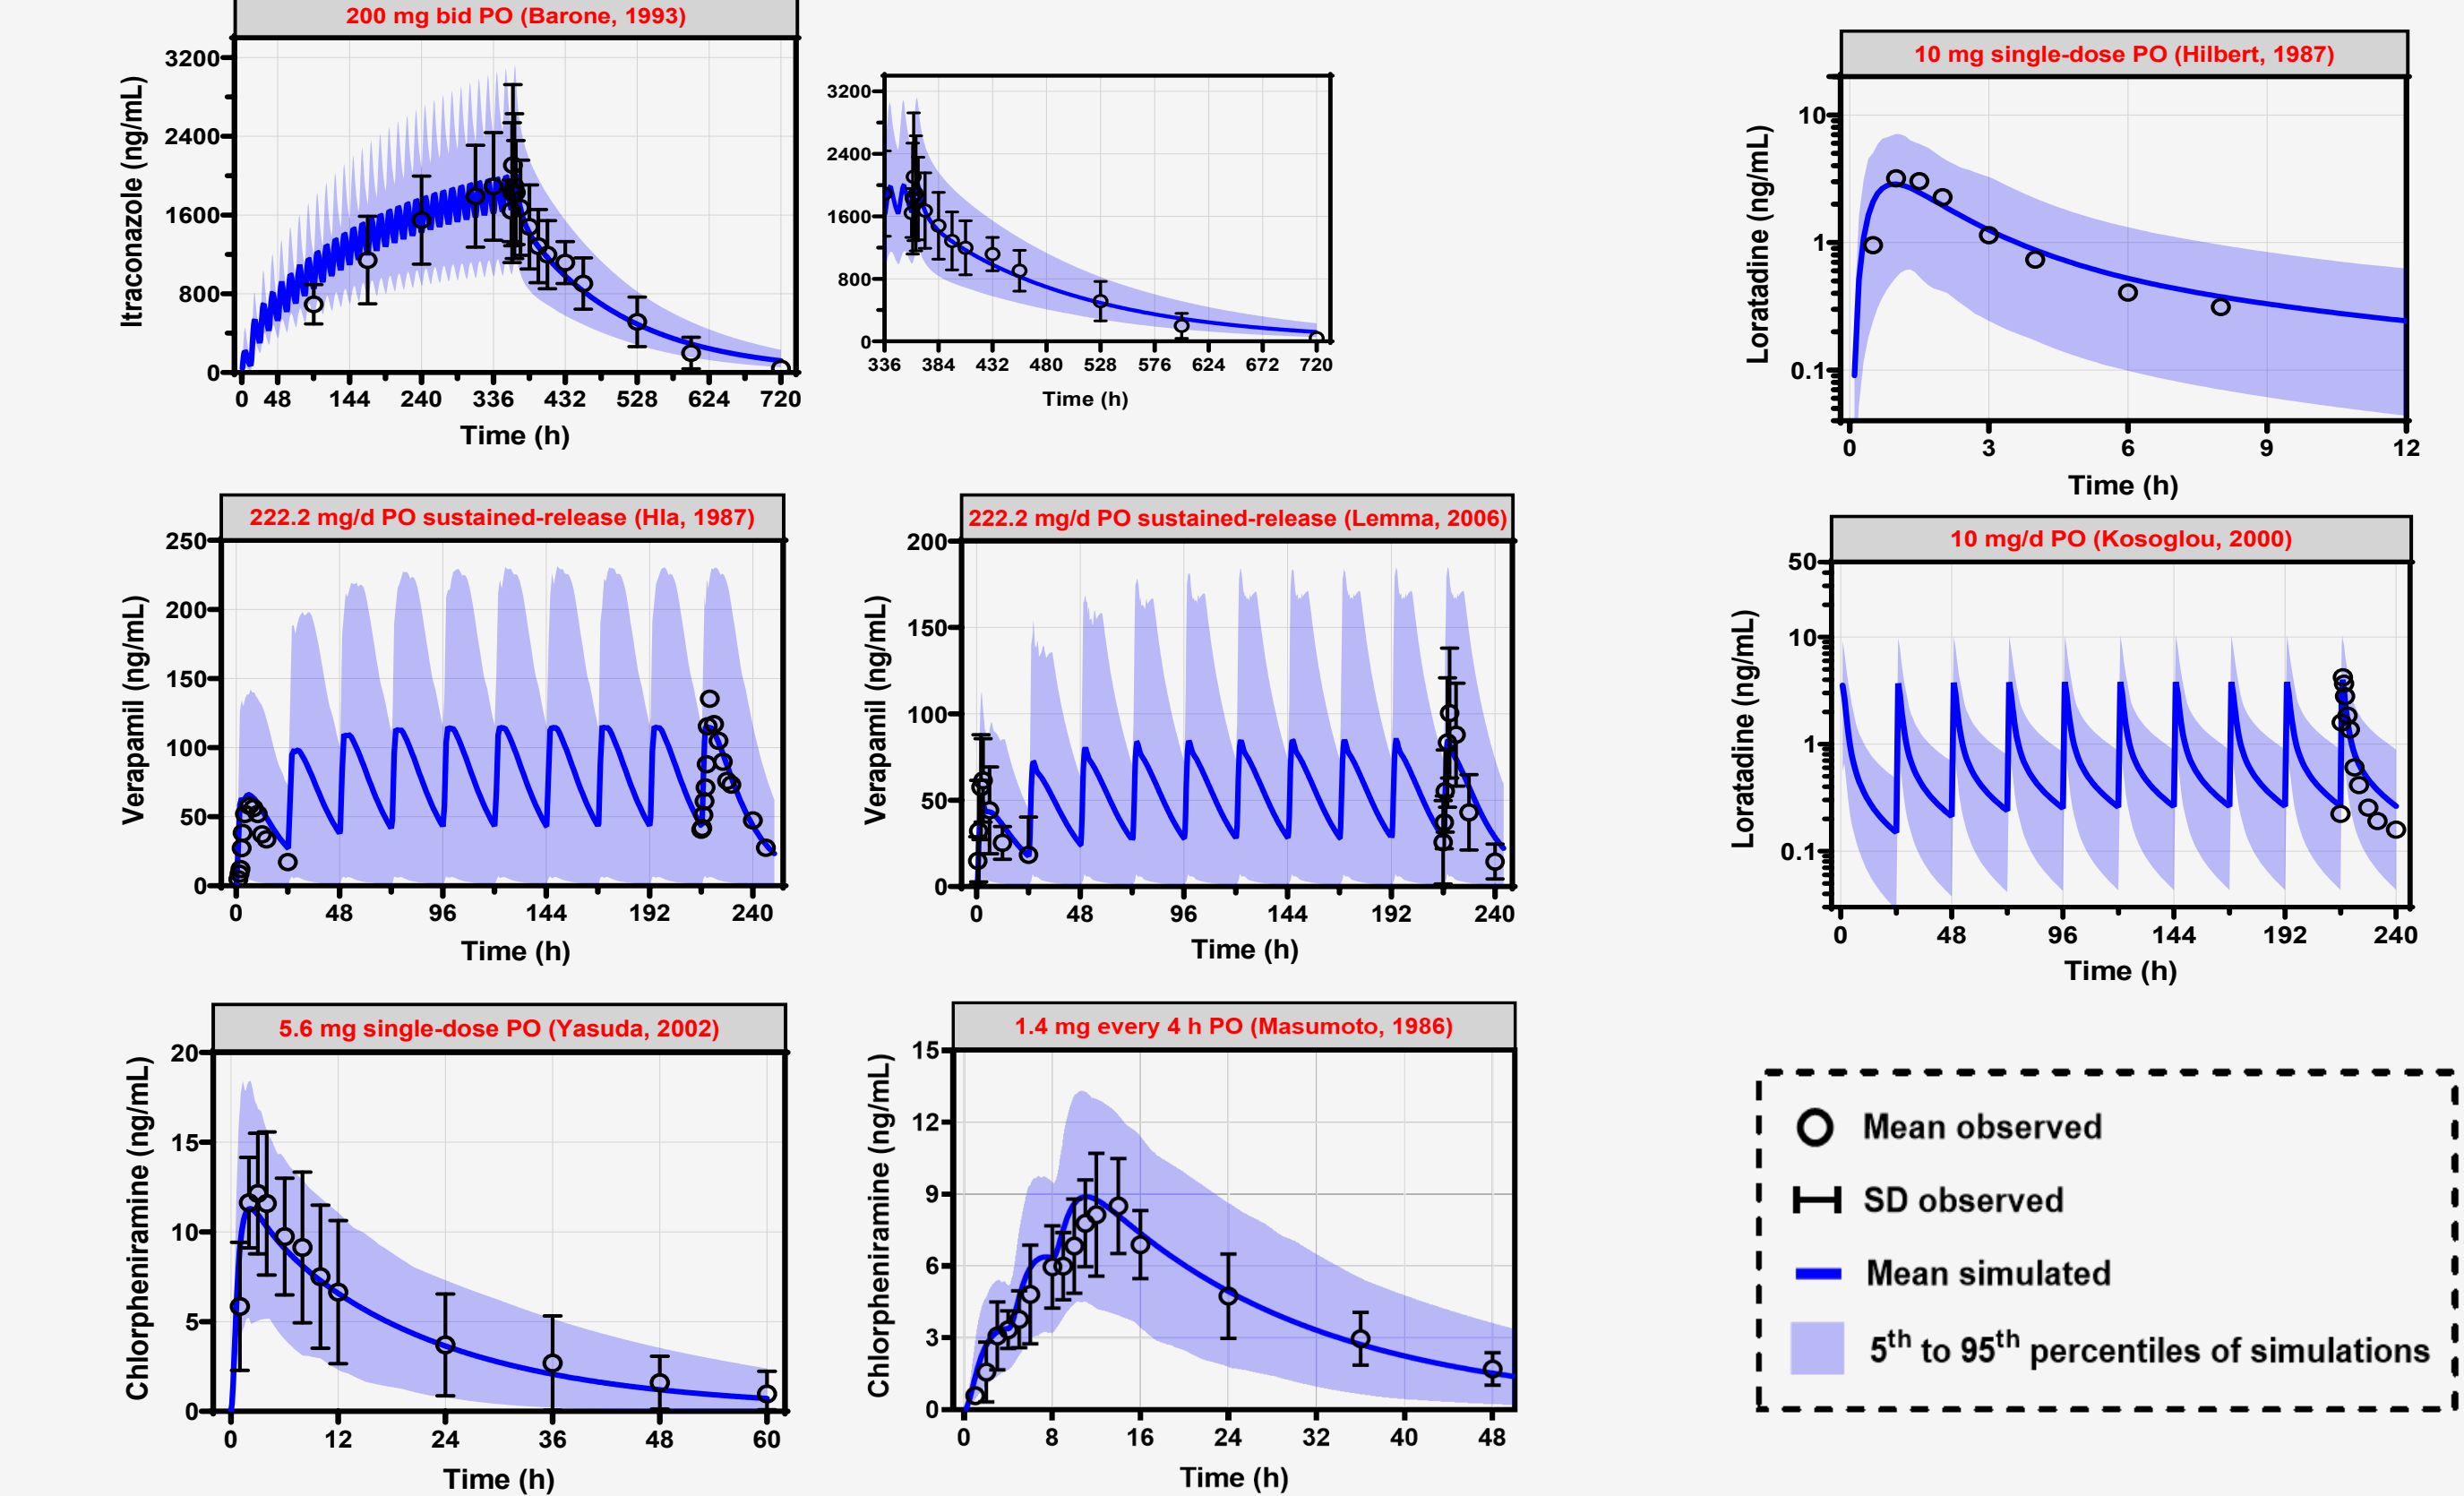 200 mg bid PO (Barone, 1993)
Itraconazole (ng/mL)
3200
2400
1600
800
0
0 48 144 240 336 432 528 624 720
Time (h)
3200
2400
1600
800
0
336 384 432 480 528 576 624 672 720
Time (h)
10 mg single-dose PO (Hilbert, 1987)
Loratadine (ng/mL)
10
1
0.1
0 3 6 9 12
Time (h)
222.2 mg/d PO sustained-release (Hla, 1987)
Verapamil (ng/mL)
250
200
150
100
50
0
0 48 96 144 192 240
Time (h)
222.2 mg/d PO sustained-release (Lemma, 2006)
Verapamil (ng/mL)
200
150
100
50
0
0 48 96 144 192 240
Time (h)
10 mg/d PO (Kosoglou, 2000)
Loratadine (ng/mL)
50
10
1
0.1
0 48 96 144 192 240
Time (h)
5.6 mg single-dose PO (Yasuda, 2002)
Chlorpheniramine (ng/mL)
20
15
10
5
0
0 12 24 36 48 60
Time (h)
1.4 mg every 4 h PO (Masumoto, 1986)
Chlorpheniramine (ng/mL)
15
12
9
6
3
0
0 8 16 24 32 40 48
Time (h)
Mean observed
SD observed
Mean simulated
5th to 95th percentiles of simulations